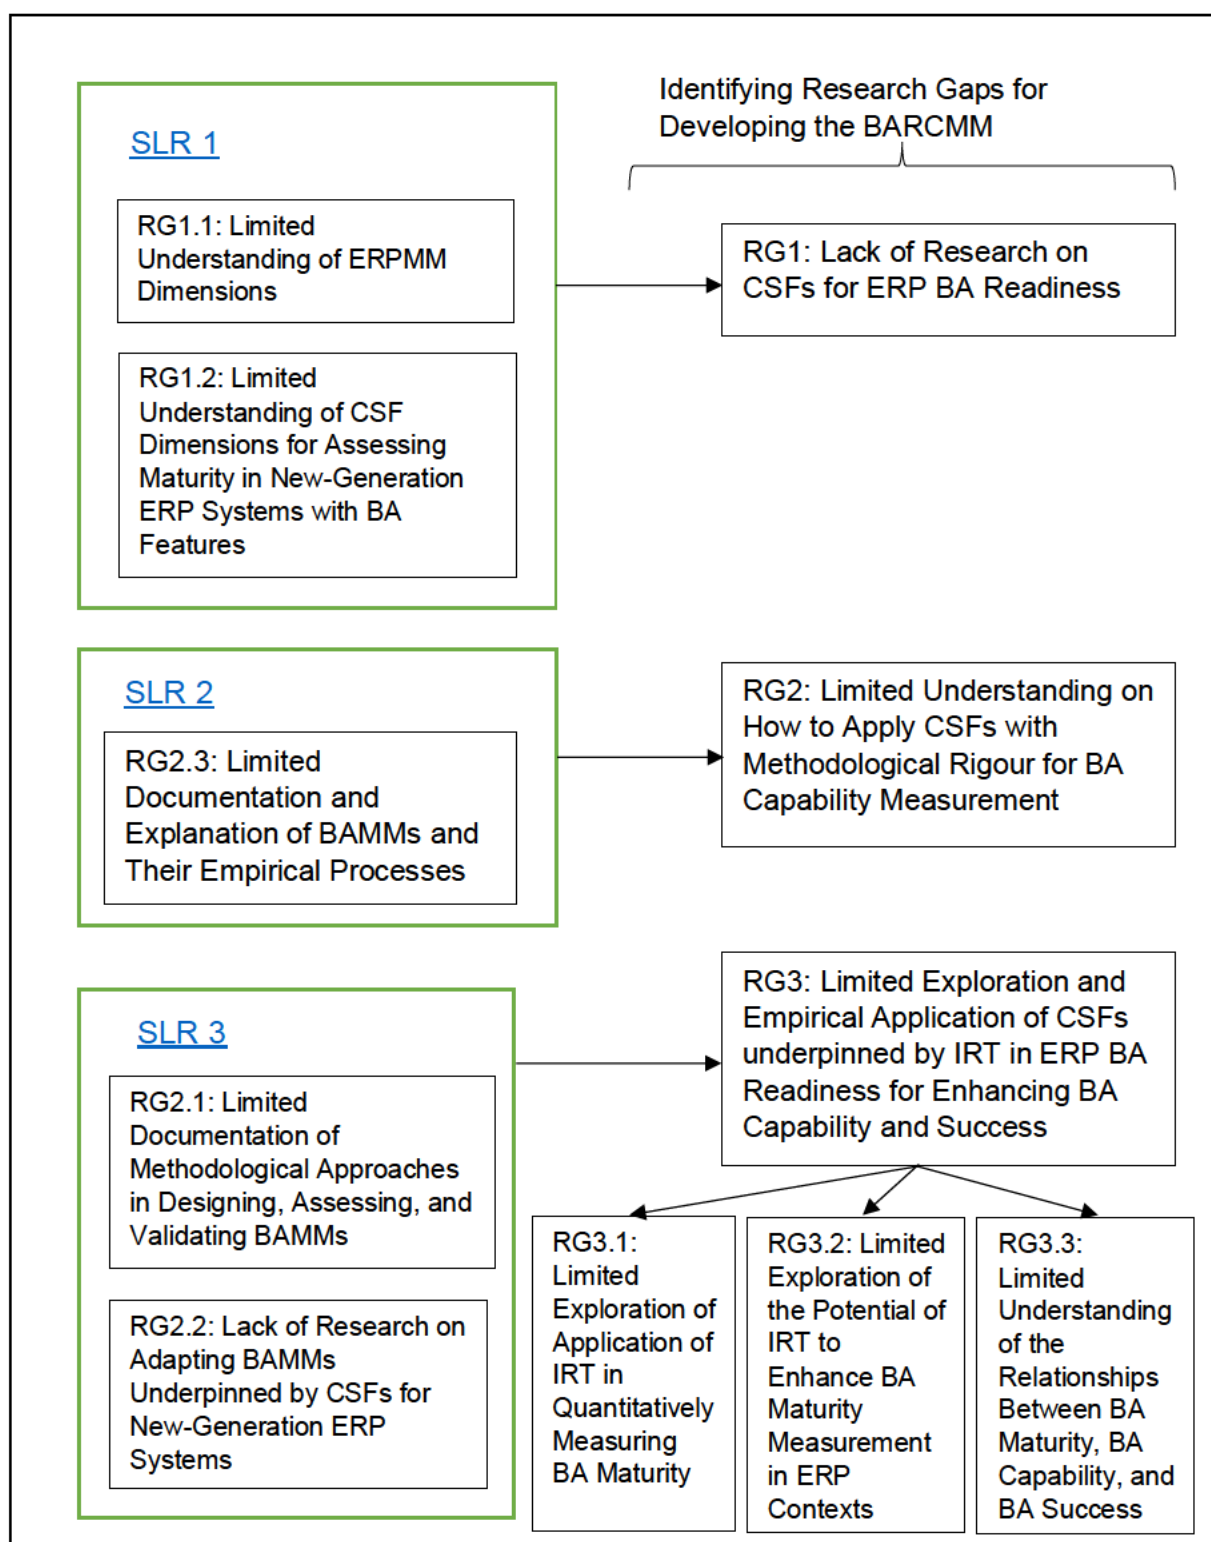 Identifying Research Gaps for
Developing the BARCMM
SLR 1
RG1.1: Limited
Understanding of ERPMM
Dimensions
RG1.2: Limited
Understanding of CSF
Dimensions for Assessing
Maturity in New-Generation
ERP Systems with BA
Features
RG1: Lack of Research on
CSFs for ERP BA Readiness
SLR 2
RG2.3: Limited
Documentation and
Explanation of BAMMs and
Their Empirical Processes
RG2: Limited Understanding on
How to Apply CSFs with
Methodological Rigour for BA
Capability Measurement
SLR 3
RG2.1: Limited
Documentation of
Methodological Approaches
in Designing, Assessing, and
Validating BAMMs
RG2.2: Lack of Research on
Adapting BAMMs
Underpinned by CSFs for
New-Generation ERP
Systems
RG3: Limited Exploration and
Empirical Application of CSFs
underpinned by IRT in ERP BA
Readiness for Enhancing BA
Capability and Success
RG3.1:
Limited
Exploration of
Application of
IRT in
Quantitatively
Measuring
BA Maturity
RG3.2: Limited
Exploration of
the Potential of
IRT to
Enhance BA
Maturity
Measurement
in ERP
Contexts
RG3.3:
Limited
Understanding
of the
Relationships
Between BA
Maturity, BA
Capability, and
BA Success